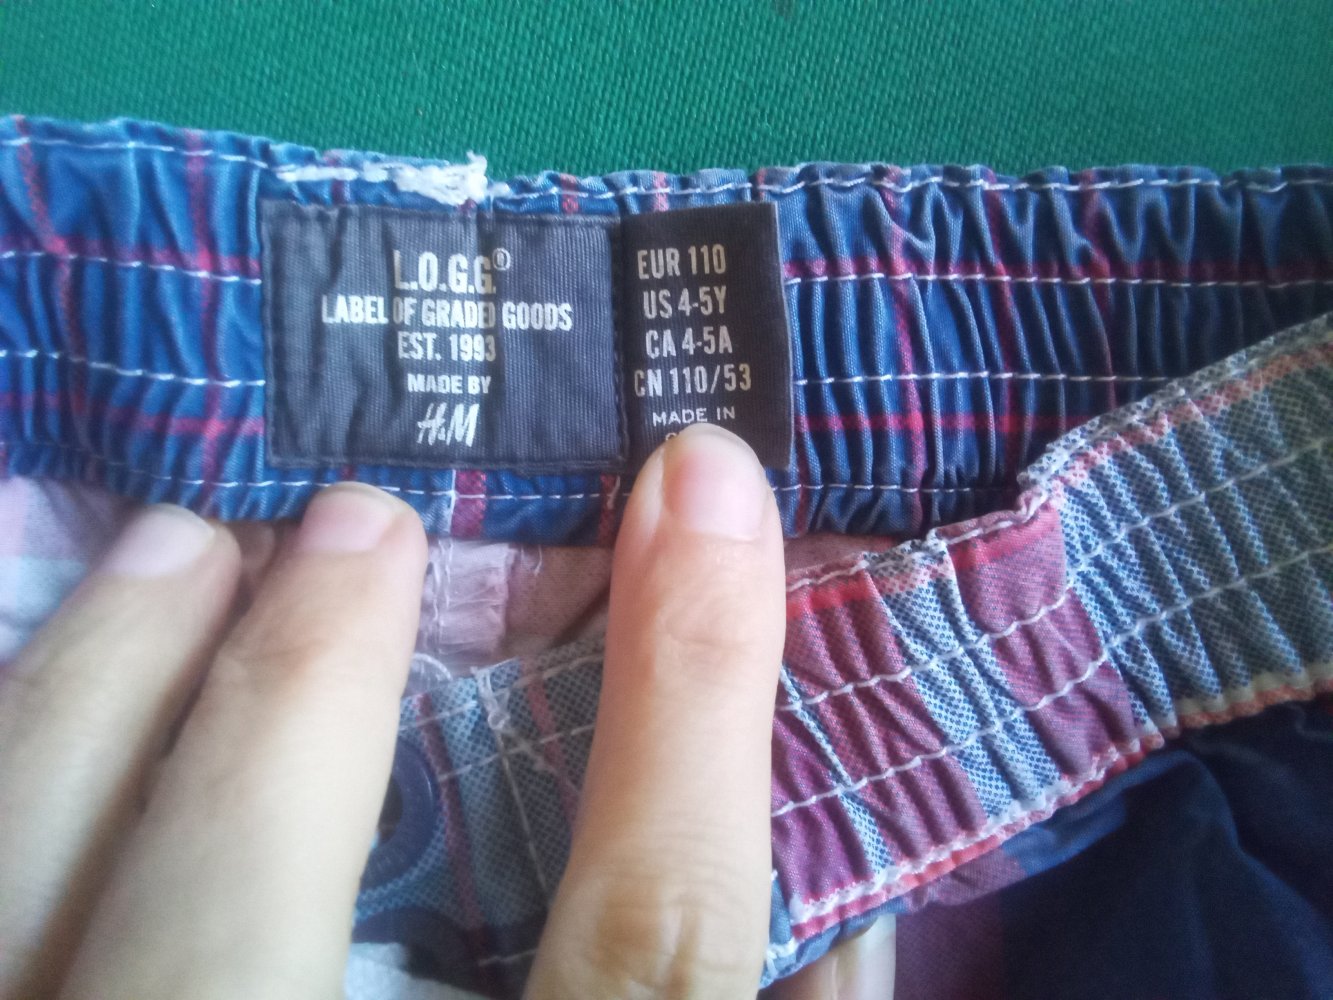 L.O.G.G.®
LABEL OF GRADED GOODS
EST. 1993
MADE BY
H&M
EUR 110
US 4-5Y
CA 4-5A
CN 110/53
MADE IN